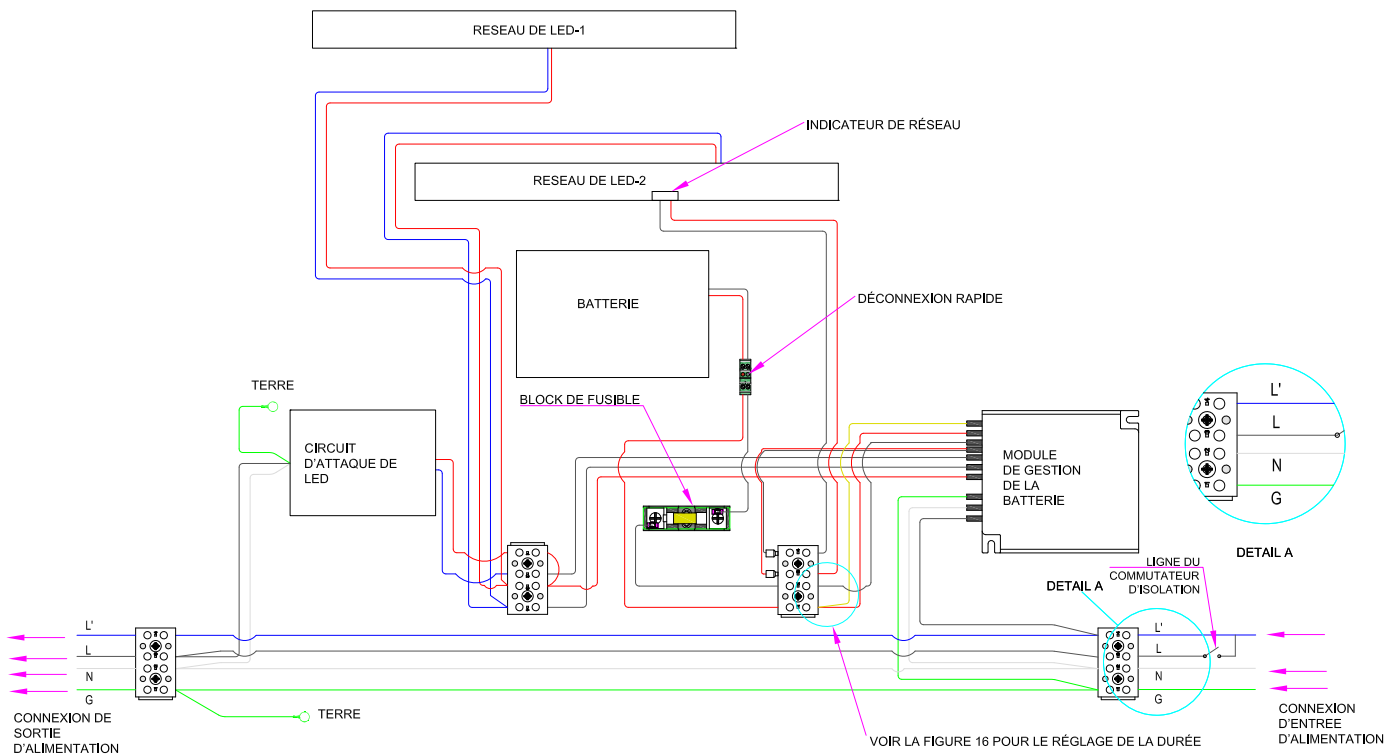 RESEAU DE LED-1
INDICATEUR DE RÉSEAU
RESEAU DE LED-2
BATTERIE
DÉCONNEXION RAPIDE
TERRE
BLOCK DE FUSIBLE
CIRCUIT
D'ATTAQUE DE
LED
MODULE
DE GESTION
DE LA
BATTERIE
L'
L
N
G
DETAIL A
LIGNE DU
COMMUTATEUR
D'ISOLATION
DETAIL A
L'
L
N
G
L'
L
N
G
TERRE
CONNEXION DE
SORTIE
D'ALIMENTATION
CONNEXION
D'ENTREE
D'ALIMENTATION
VOIR LA FIGURE 16 POUR LE RÉGLAGE DE LA DURÉE